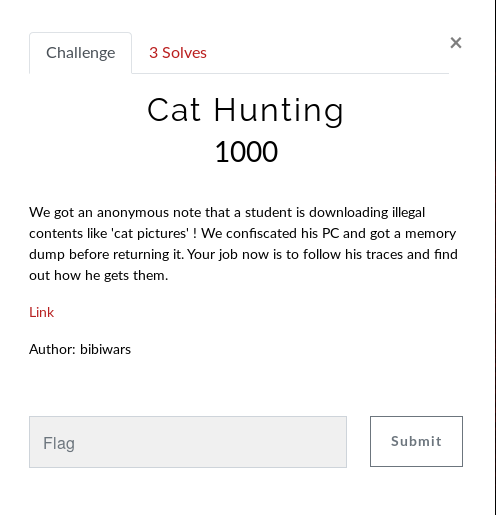 Challenge
3 Solves
×
Cat Hunting
1000
We got an anonymous note that a student is downloading illegal
contents like 'cat pictures' ! We confiscated his PC and got a memory
dump before returning it. Your job now is to follow his traces and find
out how he gets them.
Link
Author: bibiwars
Flag
Submit